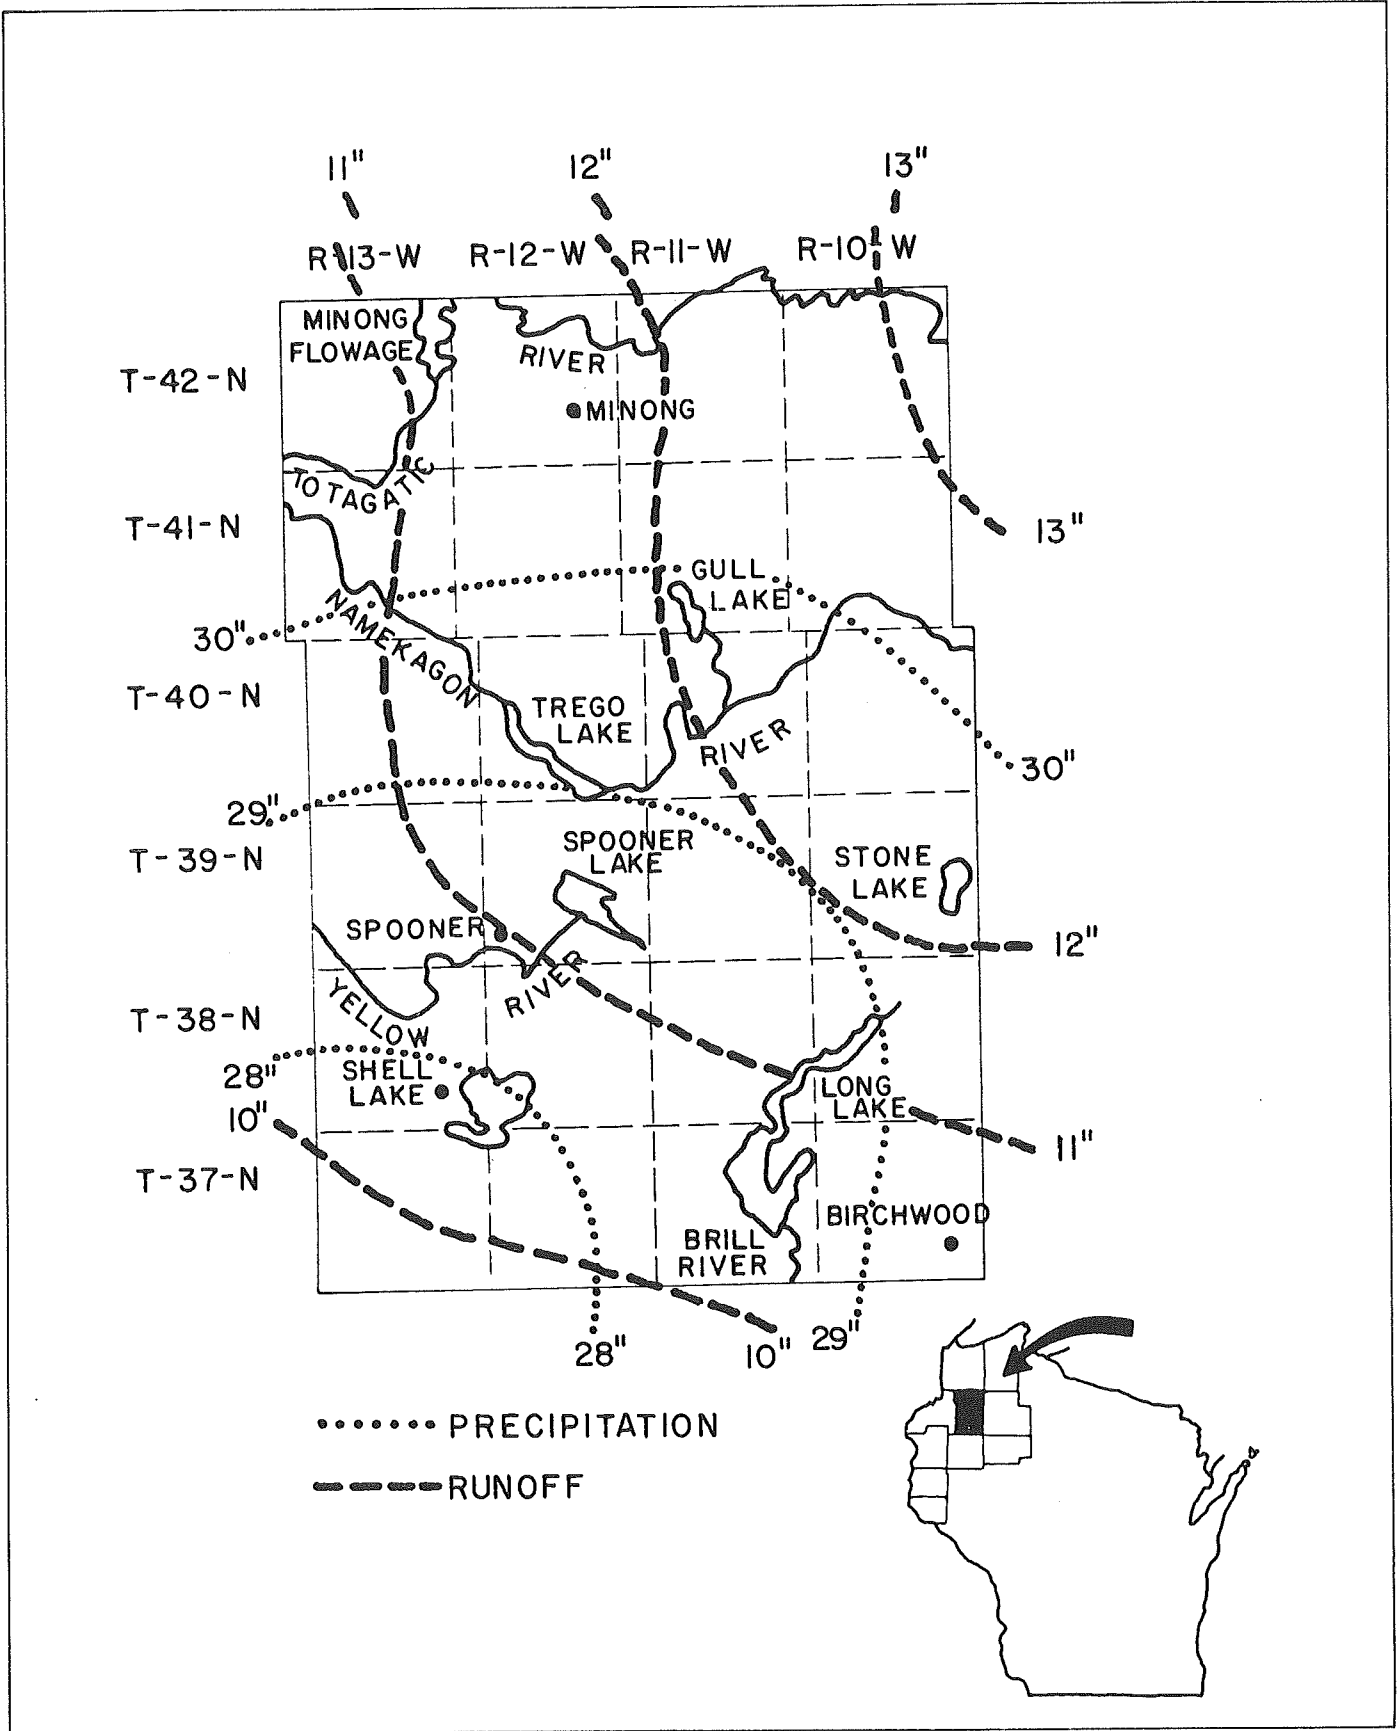 11"
12"
13"
R-13-W
R-12-W
R-11-W
R-10-W
MINONG
FLOWAGE
RIVER
T-42-N
MINONG
TOTAGATIC
T-41-N
13"
GULL
LAKE
NAMEKAGON
30"
T-40-N
TREGO
LAKE
RIVER
30"
29"
SPOONER
LAKE
T-39-N
STONE
LAKE
SPOONER
12"
RIVER
YELLOW
T-38-N
SHELL
LAKE
28"
LONG
LAKE
10"
11"
T-37-N
BIRCHWOOD
BRILL
RIVER
28"
10"
29"
PRECIPITATION
RUNOFF